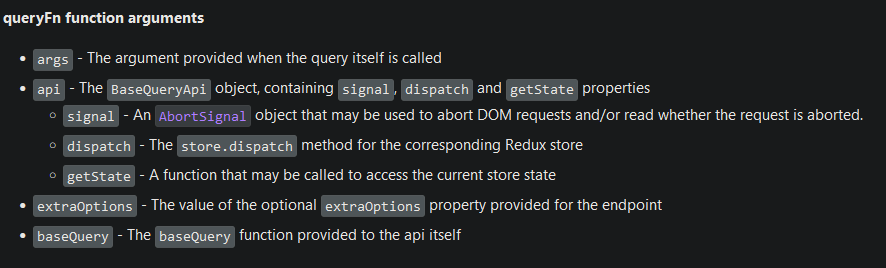 queryFn function arguments
args - The argument provided when the query itself is called
api - The BaseQueryApi object, containing signal, dispatch and getState properties
signal - An AbortSignal object that may be used to abort DOM requests and/or read whether the request is aborted.
dispatch - The store.dispatch method for the corresponding Redux store
getState - A function that may be called to access the current store state
extraOptions - The value of the optional extraOptions property provided for the endpoint
baseQuery - The baseQuery function provided to the api itself